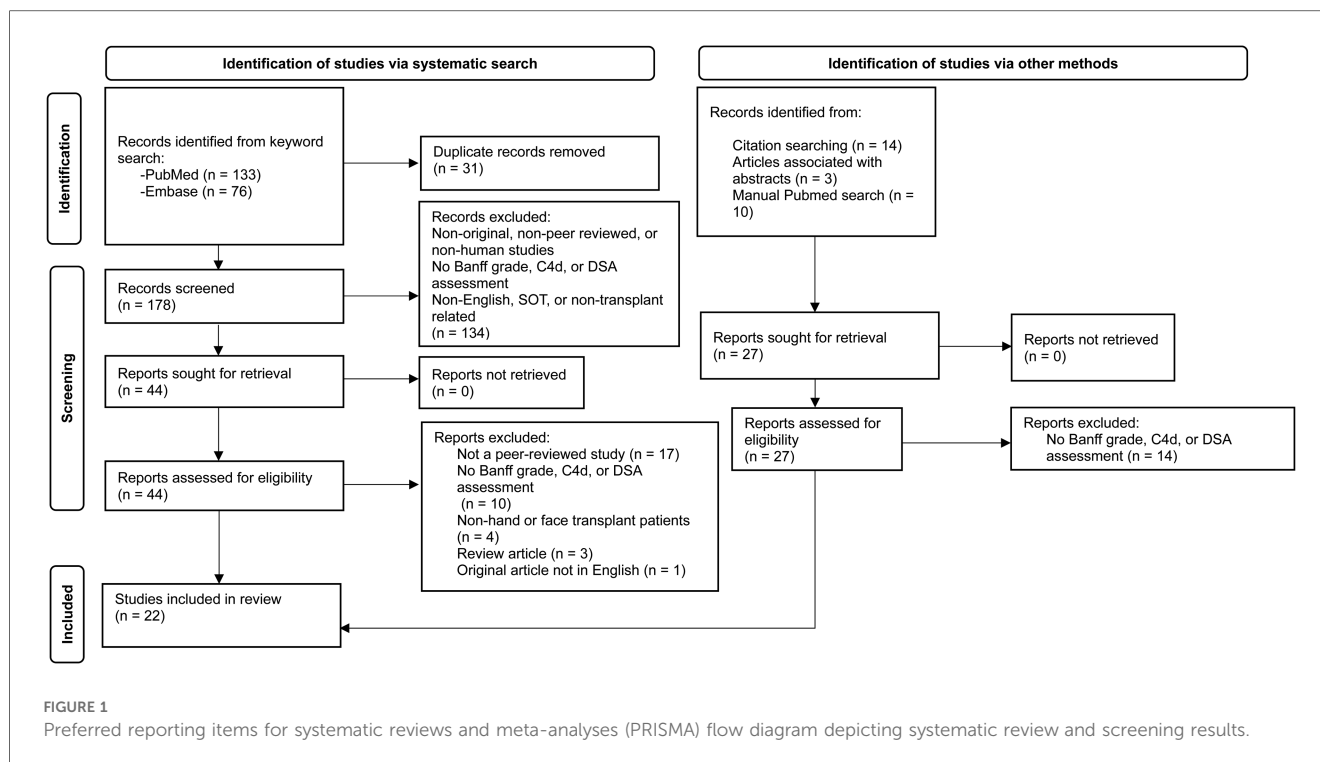 Identification of studies via systematic search
Identification of studies via other methods
Identification
Records identified from keyword
search:
-PubMed (n = 133)
-Embase (n = 76)
Duplicate records removed
(n = 31)
Records identified from:
Citation searching (n = 14)
Articles associated with
abstracts (n = 3)
Manual Pubmed search (n =
10)
Screening
Records screened
(n = 178)
Records excluded:
Non-original, non-peer reviewed, or
non-human studies
No Banff grade, C4d, or DSA
assessment
Non-English, SOT, or non-transplant
related
(n = 134)
Reports sought for retrieval
(n = 44)
Reports not retrieved
(n = 0)
Reports sought for retrieval
(n = 27)
Reports not retrieved
(n = 0)
Reports assessed for eligibility
(n = 44)
Reports excluded:
Not a peer-reviewed study (n = 17)
No Banff grade, C4d, or DSA
assessment
(n = 10)
Non-hand or face transplant patients
(n = 4)
Review article (n = 3)
Original article not in English (n = 1)
Reports assessed for
eligibility
(n = 27)
Reports excluded:
No Banff grade, C4d, or DSA
assessment (n = 14)
Included
Studies included in review
(n = 22)
FIGURE 1
Preferred reporting items for systematic reviews and meta-analyses (PRISMA) flow diagram depicting systematic review and screening results.